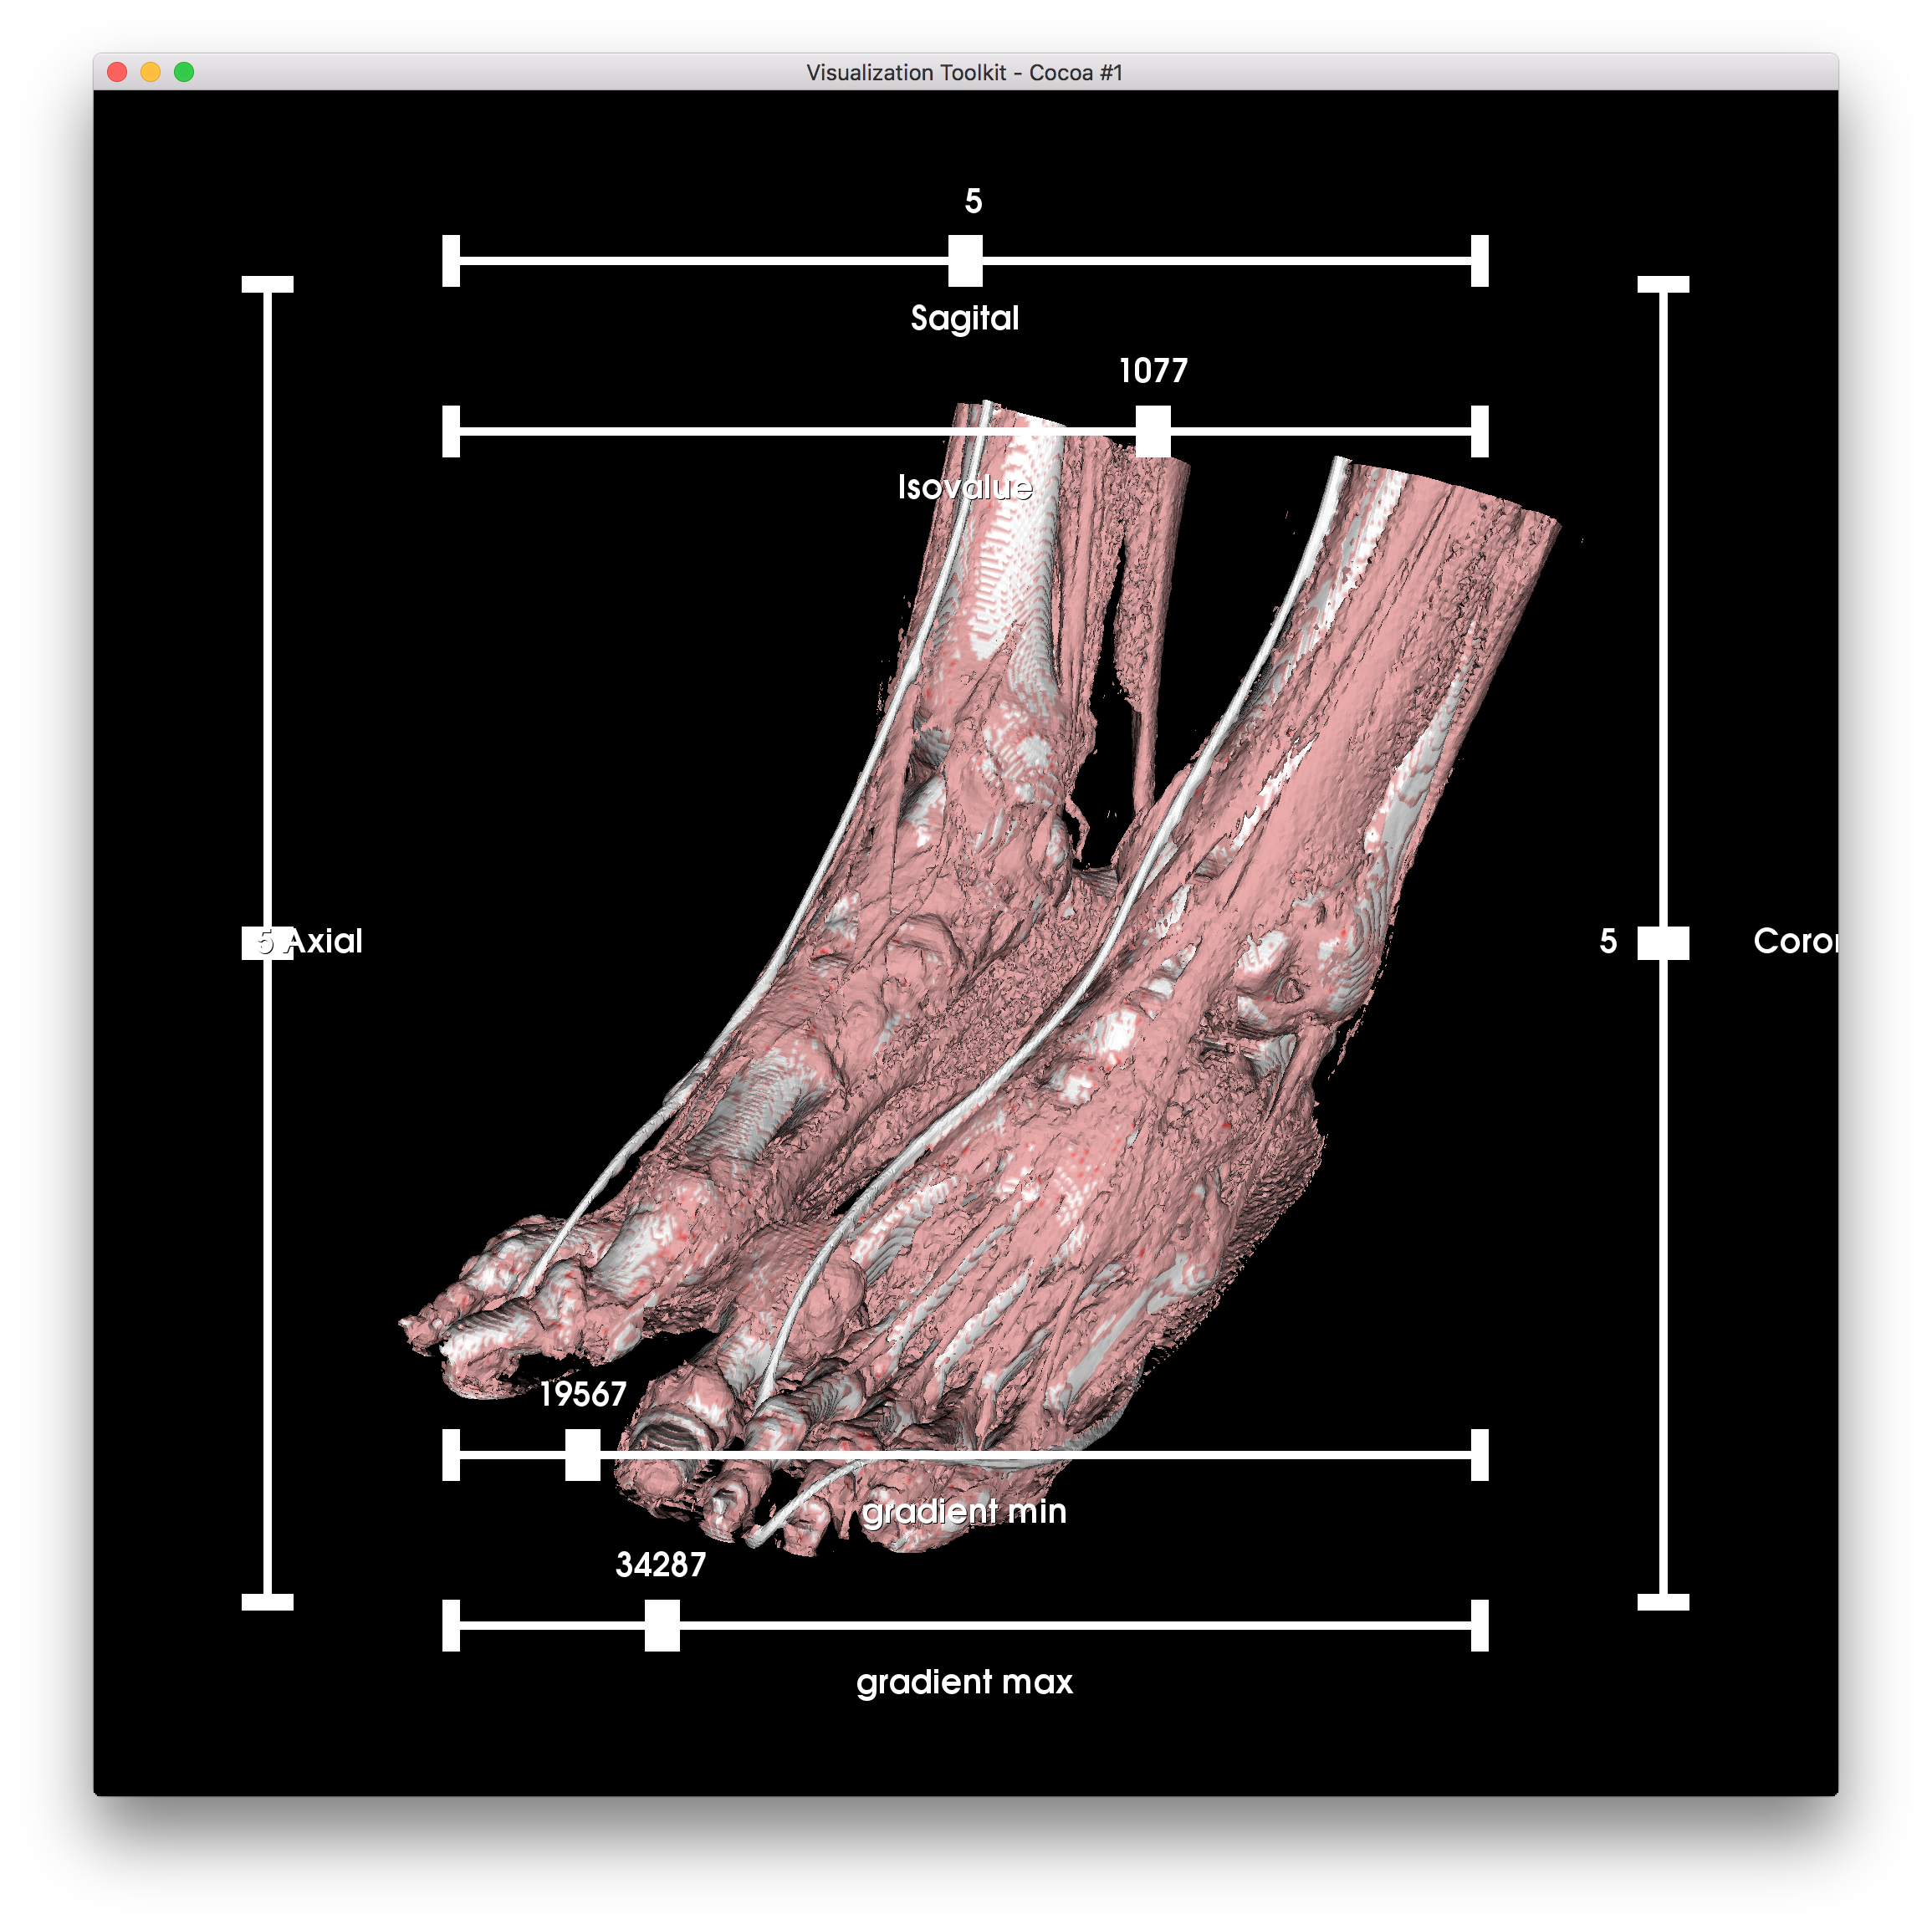 Visualization Toolkit - Cocoa #1
5
Sagital
1077
Isovalue
5 Axial
5
19567
gradient min
34287
gradient max